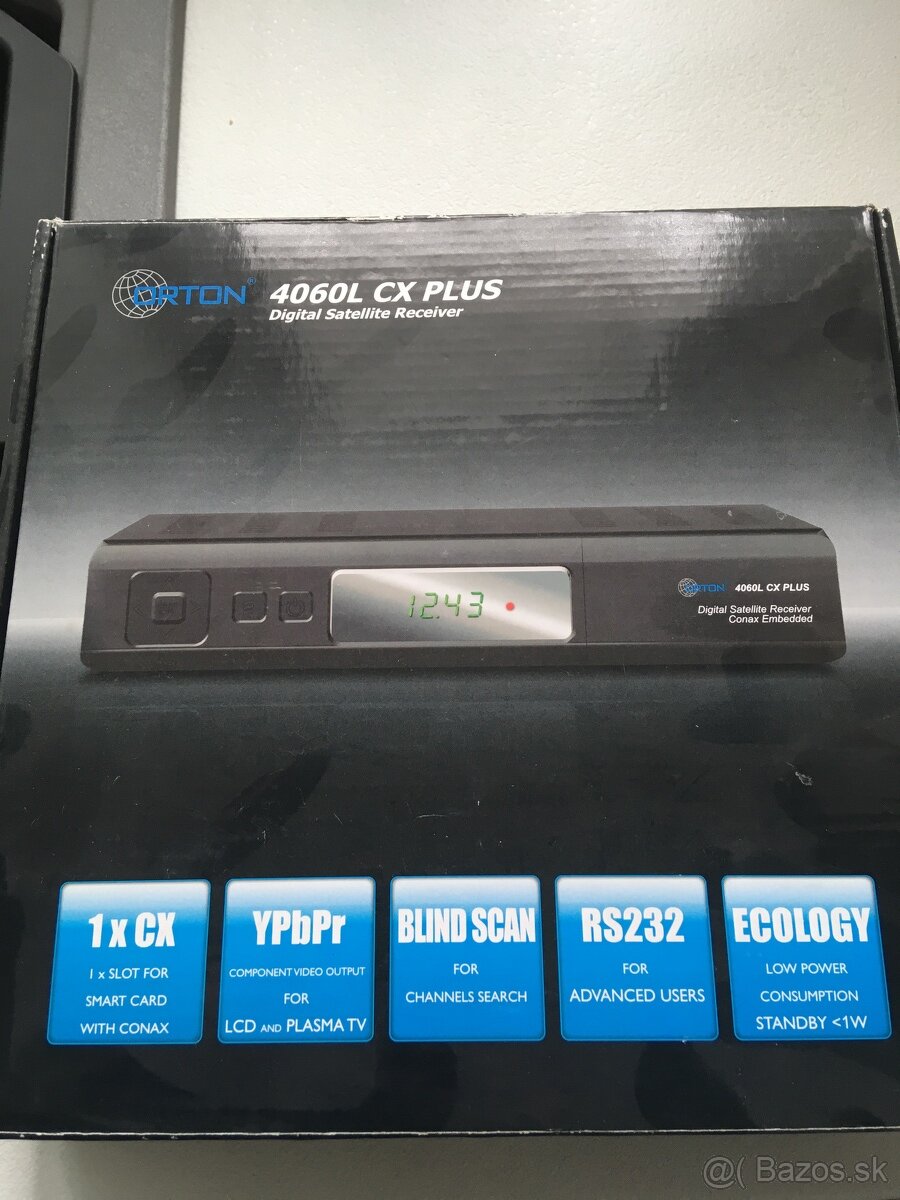 ORTON®
4060L CX PLUS
Digital Satellite Receiver
OK
12.43
ORTON 4060L CX PLUS
Digital Satellite Receiver
Conax Embedded
1 x CX
1 x SLOT FOR
SMART CARD
WITH CONAX
YPbPr
COMPONENT VIDEO OUTPUT
FOR
LCD AND PLASMA TV
BLIND SCAN
FOR
CHANNELS SEARCH
RS232
FOR
ADVANCED USERS
ECOLOGY
LOW POWER
CONSUMPTION
STANDBY <1W
@( Bazos.sk